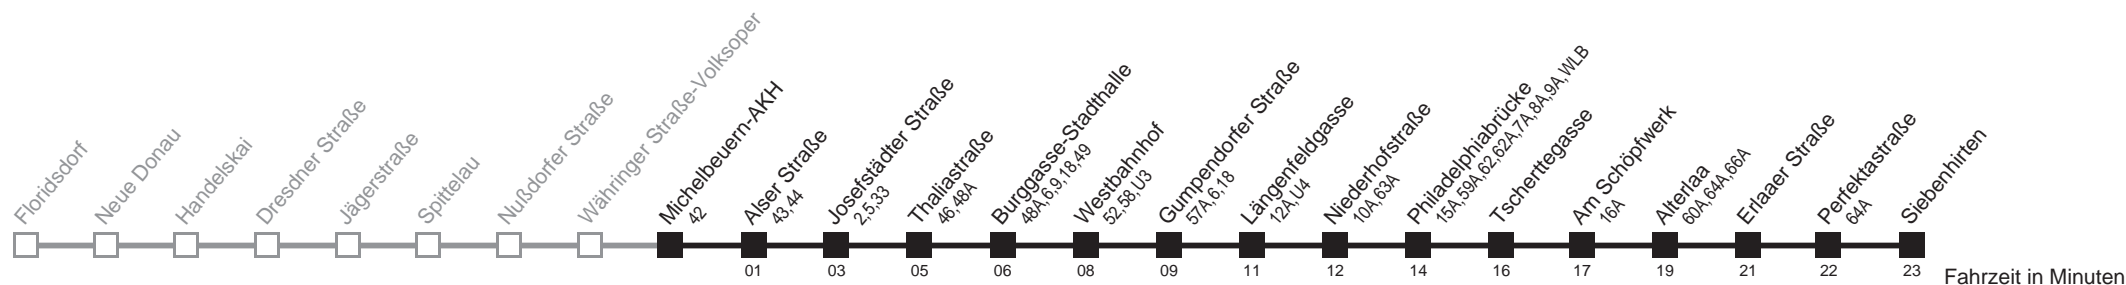 Floridsdorf
Neue Donau
Handelskai
Dresdner Straße
Jägerstraße
Spittelau
Nußdorfer Straße
Währinger Straße-Volksoper
Michelbeuern-AKH
42
Alser Straße
43,44
Josefstädter Straße
2,5,33
Thaliastraße
46,48A
Burggasse-Stadthalle
48A,6,9,18,49
Westbahnhof
52,58,U3
Gumpendorfer Straße
57A,6,18
Längenfeldgasse
12A,U4
Niederhofstraße
10A,63A
Philadelphiabrücke
15A,59A,62,62A,7A,8A,9A,WLB
Tscherttegasse
Am Schöpfwerk
16A
Alterlaa
60A,64A,66A
Erlaaer Straße
Perfektastraße
64A
Siebenhirten
01 03 05 06 08 09 11 12 14 16 17 19 21 22 23
Fahrzeit in Minuten